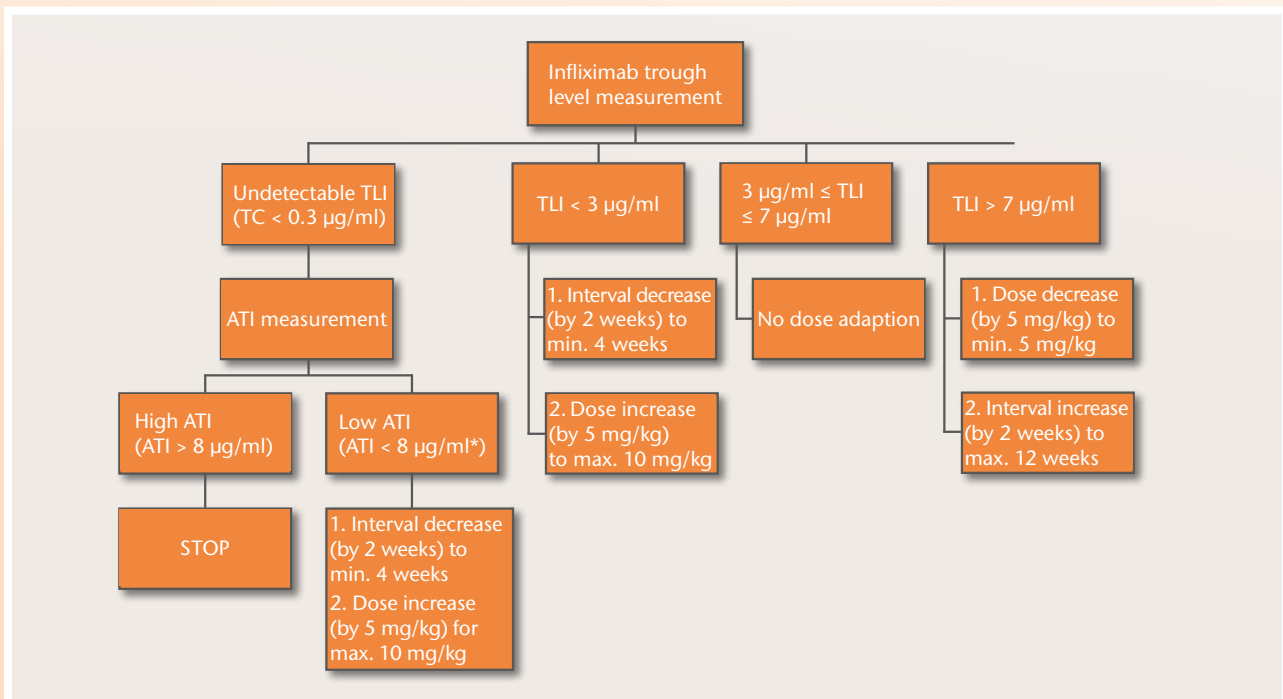 Infliximab trough
level measurement
Undetectable TLI
(TC < 0.3 µg/ml)
TLI < 3 µg/ml
3 µg/ml ≤ TLI
≤ 7 µg/ml
TLI > 7 µg/ml
ATI measurement
1. Interval decrease
(by 2 weeks) to
min. 4 weeks
No dose adaption
1. Dose decrease
(by 5 mg/kg) to
min. 5 mg/kg
High ATI
(ATI > 8 µg/ml)
Low ATI
(ATI < 8 µg/ml*)
2. Dose increase
(by 5 mg/kg)
to max. 10 mg/kg
2. Interval increase
(by 2 weeks) to
max. 12 weeks
STOP
1. Interval decrease
(by 2 weeks) to
min. 4 weeks
2. Dose increase
(by 5 mg/kg) for
max. 10 mg/kg